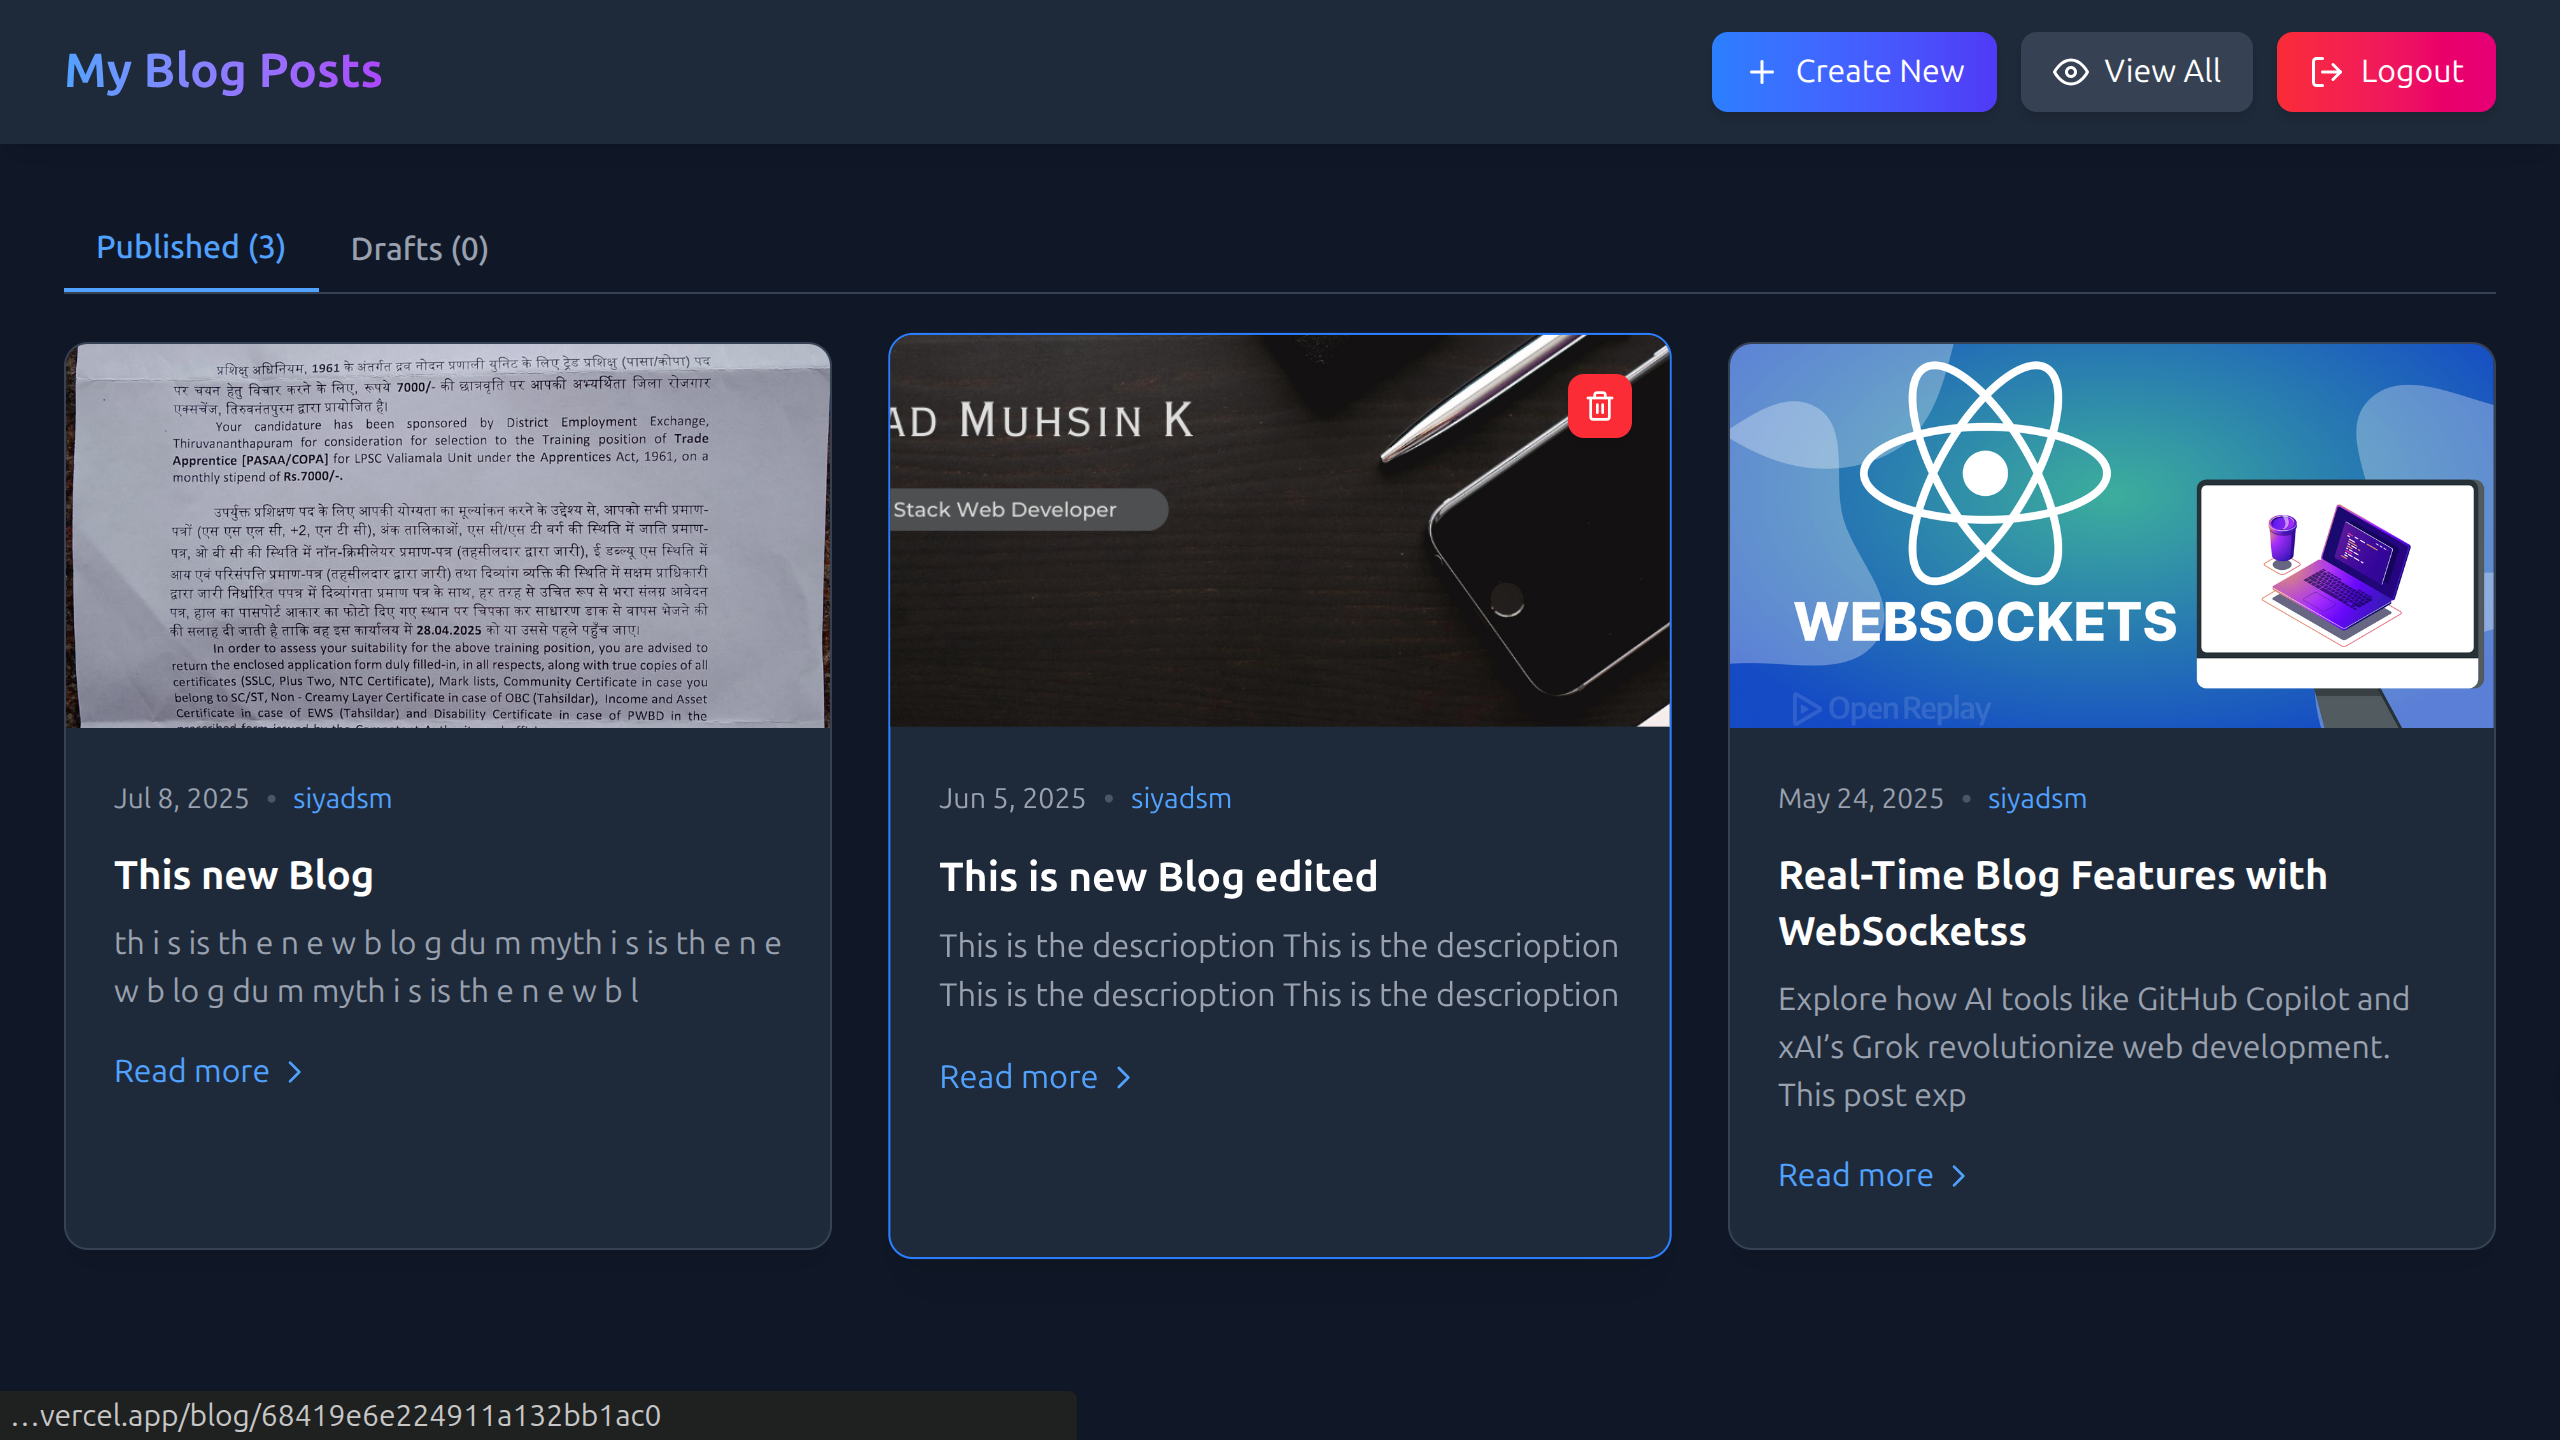 My Blog Posts
Create New
View All
Logout
Published (3)
Drafts (0)
प्रशिक्षु अधिनियम, 1961 के अंतर्गत द्रव नोदन प्रणाली युनिट के लिए ट्रेड प्रशिक्षु (पासा/कोपा) पद
पर चयन हेतु विचार करने के लिए, रूपये 7000/- की छात्रवृति पर आपकी अभ्यर्थिता जिला रोजगार
एक्सचेंज, तिरुवनंतपुरम द्वारा प्रायोजित है।
Your candidature has been sponsored by District Employment Exchange,
Thiruvananthapuram for consideration for selection to the Training position of Trade
Apprentice [PASAA/COPA] for LPSC Valiamala Unit under the Apprentices Act, 1961, on a
monthly stipend of Rs.7000/-.
उपर्युक्त प्रशिक्षण पद के लिए आपकी योग्यता का मूल्यांकन करने के उद्देश्य से, आपको सभी प्रमाण-
पत्रों (एस एस एल सी, +2, एन टी सी), अंक तालिकाओं, एस सी/एस टी वर्ग की स्थिति में जाति प्रमाण-
पत्र, ओ बी सी की स्थिति में नॉन-क्रिमीलेयर प्रमाण-पत्र (तहसीलदार द्वारा जारी), ई डब्ल्यू एस स्थिति में
आय एवं परिसंपत्ति प्रमाण-पत्र (तहसीलदार द्वारा जारी) तथा दिव्यांग व्यक्ति की स्थिति में सक्षम प्राधिकारी
द्वारा जारी निर्धारित पपत्र में दिव्यांगता प्रमाण पत्र के साथ, हर तरह से उचित रूप से भरा संलग्न आवेदन
पत्र, हाल का पासपोर्ट आकार का फोटो दिए गए स्थान पर चिपका कर साधारण डाक से वापस भेजने की
की सलाह दी जाती है ताकि वह इस कार्यालय में 28.04.2025 को या उससे पहले पहुँच जाए।
In order to assess your suitability for the above training position, you are advised to
return the enclosed application form duly filled-in, in all respects, along with true copies of all
certificates (SSLC, Plus Two, NTC Certificate), Mark lists, Community Certificate in case you
belong to SC/ST, Non - Creamy Layer Certificate in case of OBC (Tahsildar), Income and Asset
Certificate in case of EWS (Tahsildar) and Disability Certificate in case of PWBD in the
Jul 8, 2025 • siyadsm
This new Blog
th i s is th e n e w b lo g du m myth i s is th e n e
w b lo g du m myth i s is th e n e w b l
Read more
AD MUHSIN K
Stack Web Developer
Jun 5, 2025 • siyadsm
This is new Blog edited
This is the descrioption This is the descrioption
This is the descrioption This is the descrioption
Read more
WEBSOCKETS
OpenReplay
May 24, 2025 • siyadsm
Real-Time Blog Features with
WebSocketss
Explore how AI tools like GitHub Copilot and
xAI’s Grok revolutionize web development.
This post exp
Read more
...vercel.app/blog/68419e6e224911a132bb1ac0